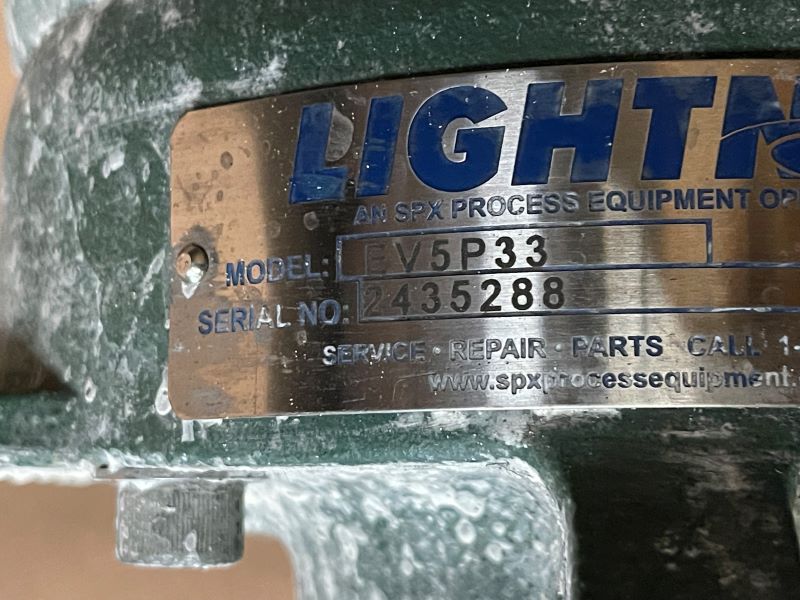 LIGHTN
AN SPX PROCESS EQUIPMENT OP
MODEL: EV5P33
SERIAL NO: 2435288
SERVICE · REPAIR · PARTS CALL 1-
www.spxprocessequipment.